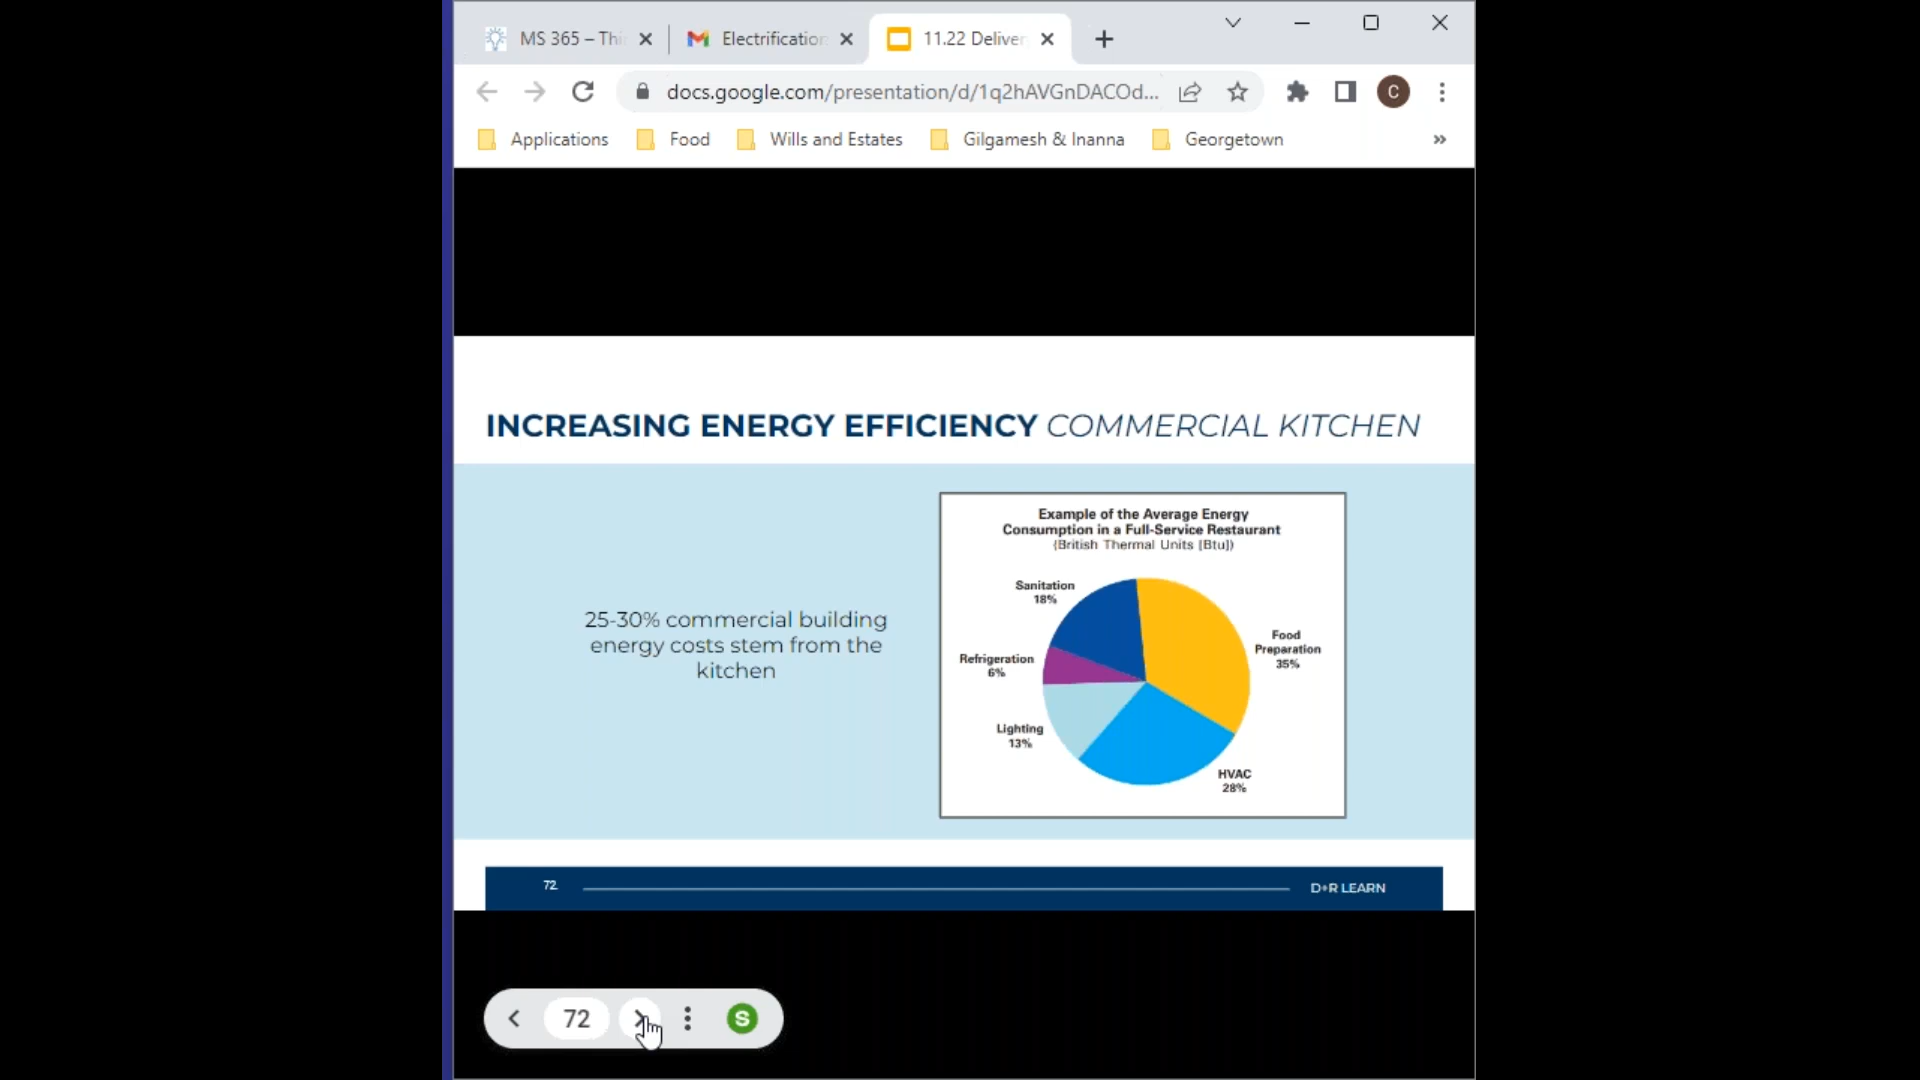 MS 365 – Thi
Electrification
11.22 Deliver
docs.google.com/presentation/d/1q2hAVGnDACOd...
C
Applications
Food
Wills and Estates
Gilgamesh & Inanna
Georgetown
INCREASING ENERGY EFFICIENCY COMMERCIAL KITCHEN
25-30% commercial building
energy costs stem from the
kitchen
Example of the Average Energy
Consumption in a Full-Service Restaurant
(British Thermal Units [Btu])
Sanitation
18%
Food
Preparation
35%
Refrigeration
6%
Lighting
13%
HVAC
28%
72
D+R LEARN
72
S